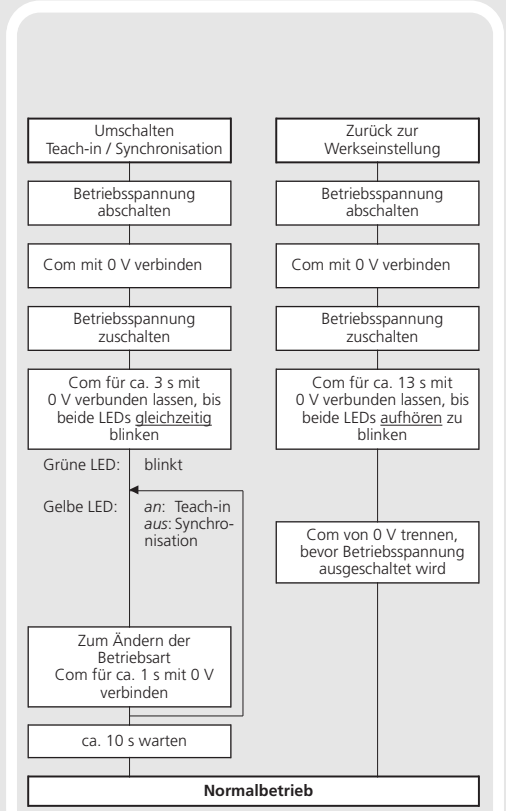 Umschalten
Teach-in / Synchronisation
Betriebsspannung
abschalten
Com mit 0 V verbinden
Betriebsspannung
zuschalten
Com für ca. 3 s mit
0 V verbunden lassen, bis
beide LEDs gleichzeitig
blinken
Grüne LED: blinkt
Gelbe LED: an: Teach-in
aus: Synchro-
nisation
Zum Ändern der
Betriebsart
Com für ca. 1 s mit 0 V
verbinden
ca. 10 s warten
Zurück zur
Werkseinstellung
Betriebsspannung
abschalten
Com mit 0 V verbinden
Betriebsspannung
zuschalten
Com für ca. 13 s mit
0 V verbunden lassen, bis
beide LEDs aufhören zu
blinken
Com von 0 V trennen,
bevor Betriebsspannung
ausgeschaltet wird
Normalbetrieb